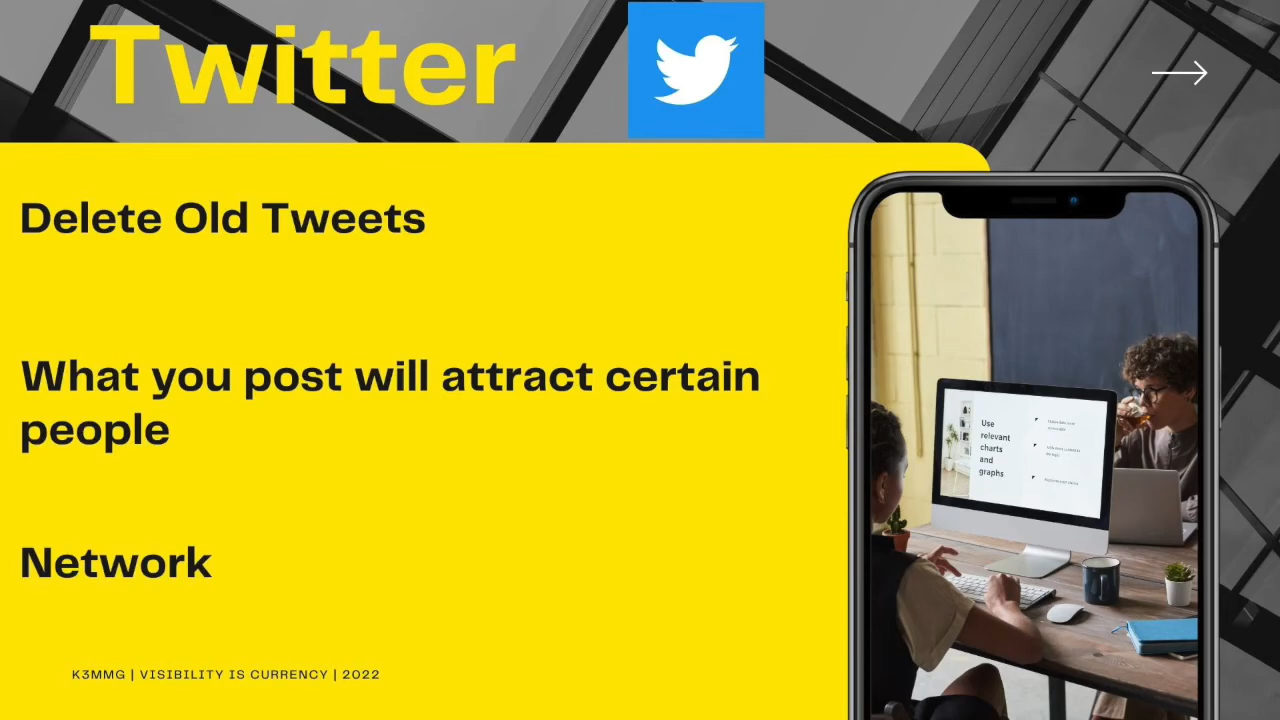 Twitter
Delete Old Tweets
What you post will attract certain
people
Use
relevant
charts
and
graphs
Network
K3MMG | VISIBILITY IS CURRENCY | 2022